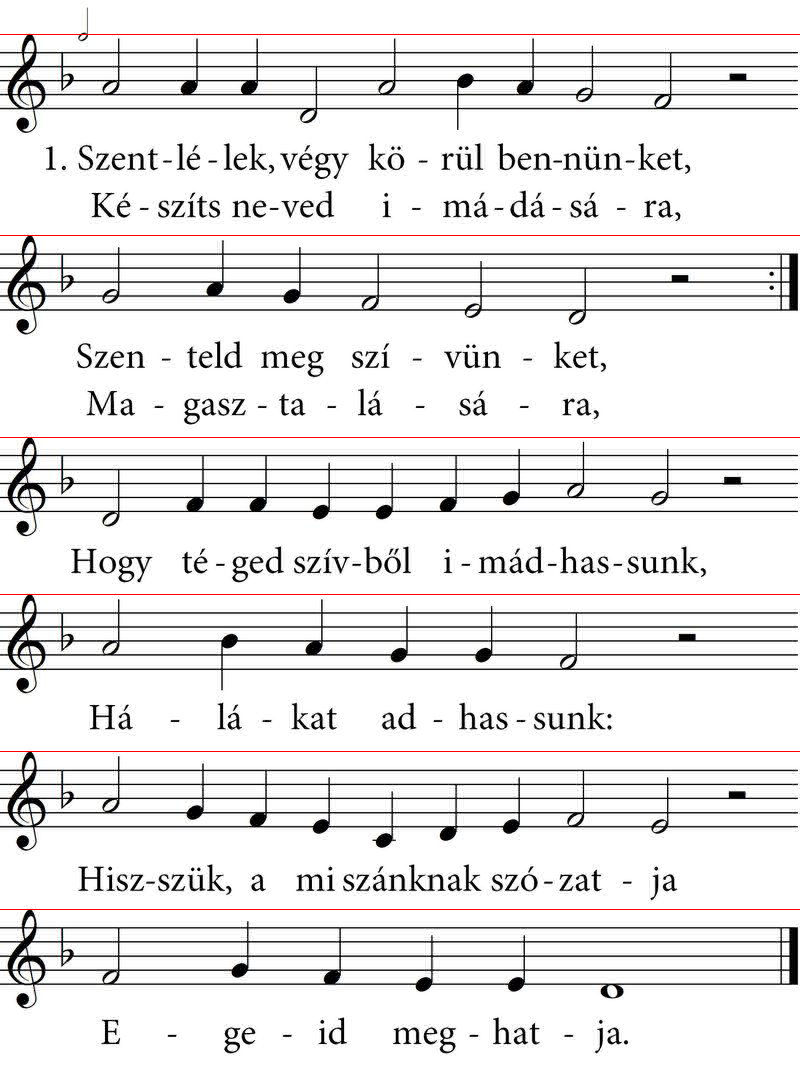 1. Szent-lé-lek, végy kö - rül ben-nün-ket,
Ké - szíts ne-ved i - má-dá-sá - ra,
Szen - teld meg szí - vün - ket,
Ma - gasz - ta - lá - sá - ra,
Hogy té - ged szív-ből i - mád-has-sunk,
Há - lá - kat ad - has - sunk:
Hisz-szük, a mi szánknak szó-zat - ja
E - ge - id meg - hat - ja.